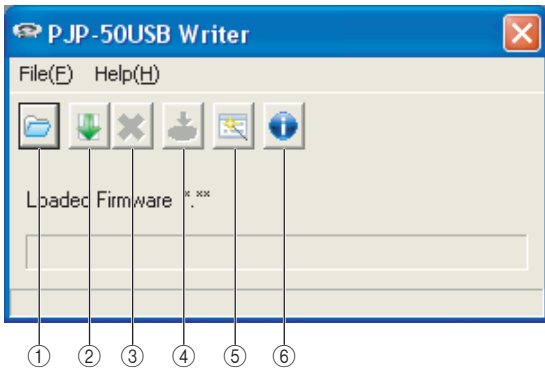 PJP-50USB Writer
File(F) Help(H)
Loaded Firmware *.**
① ② ③ ④ ⑤ ⑥